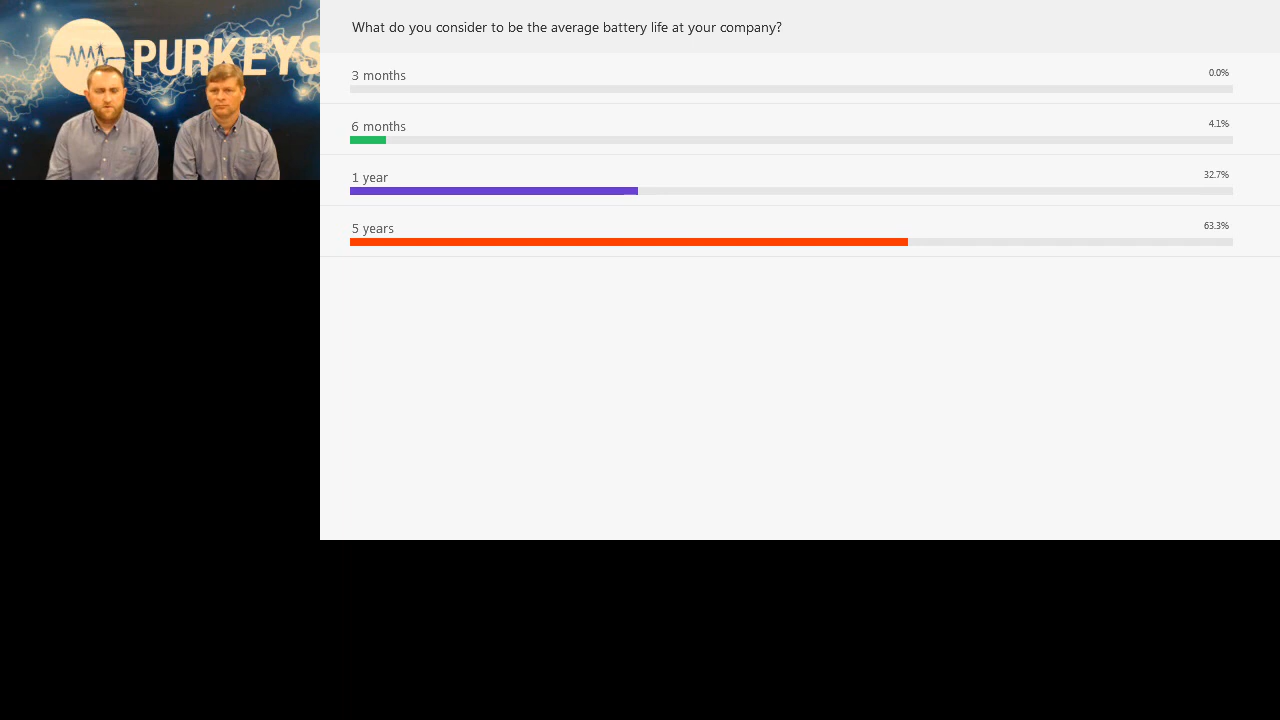 PURKEYS
What do you consider to be the average battery life at your company?
3 months 0.0%
6 months 4.1%
1 year 32.7%
5 years 63.3%